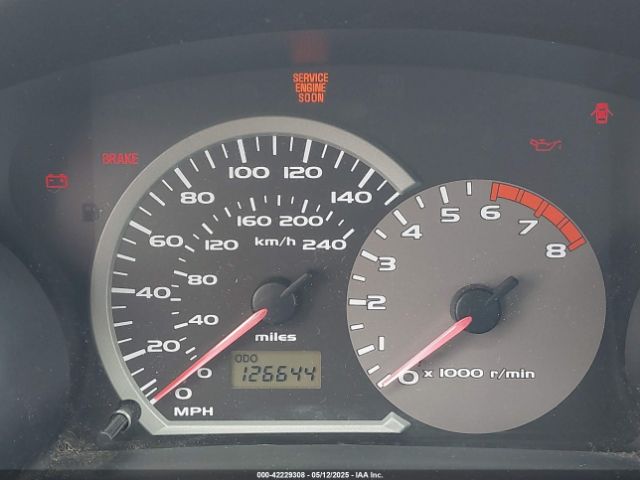 SERVICE
ENGINE
SOON
BRAKE
0 20 40 60 80 100 120 140
0 40 80 120 160 200 240
km/h
miles
MPH
ODO
126644
0 1 2 3 4 5 6 7 8
x 1000 r/min
000-42229308 - 05/12/2025 - IAA Inc.